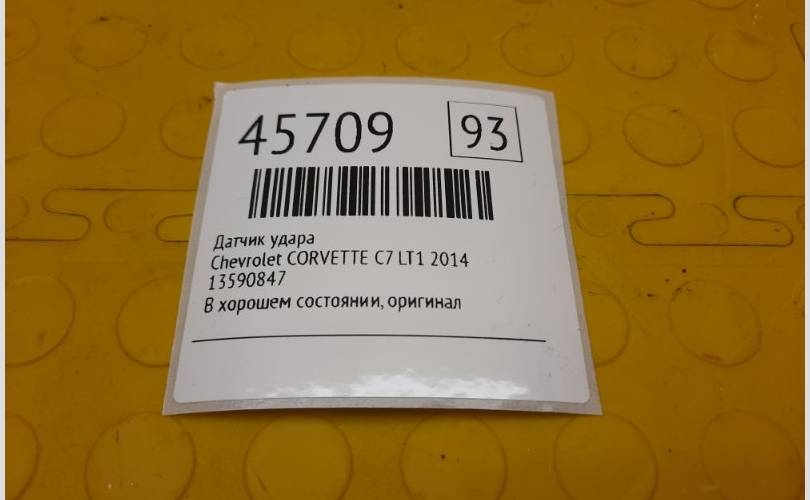 45709 93
Датчик удара
Chevrolet CORVETTE C7 LT1 2014
13590847
В хорошем состоянии, оригинал